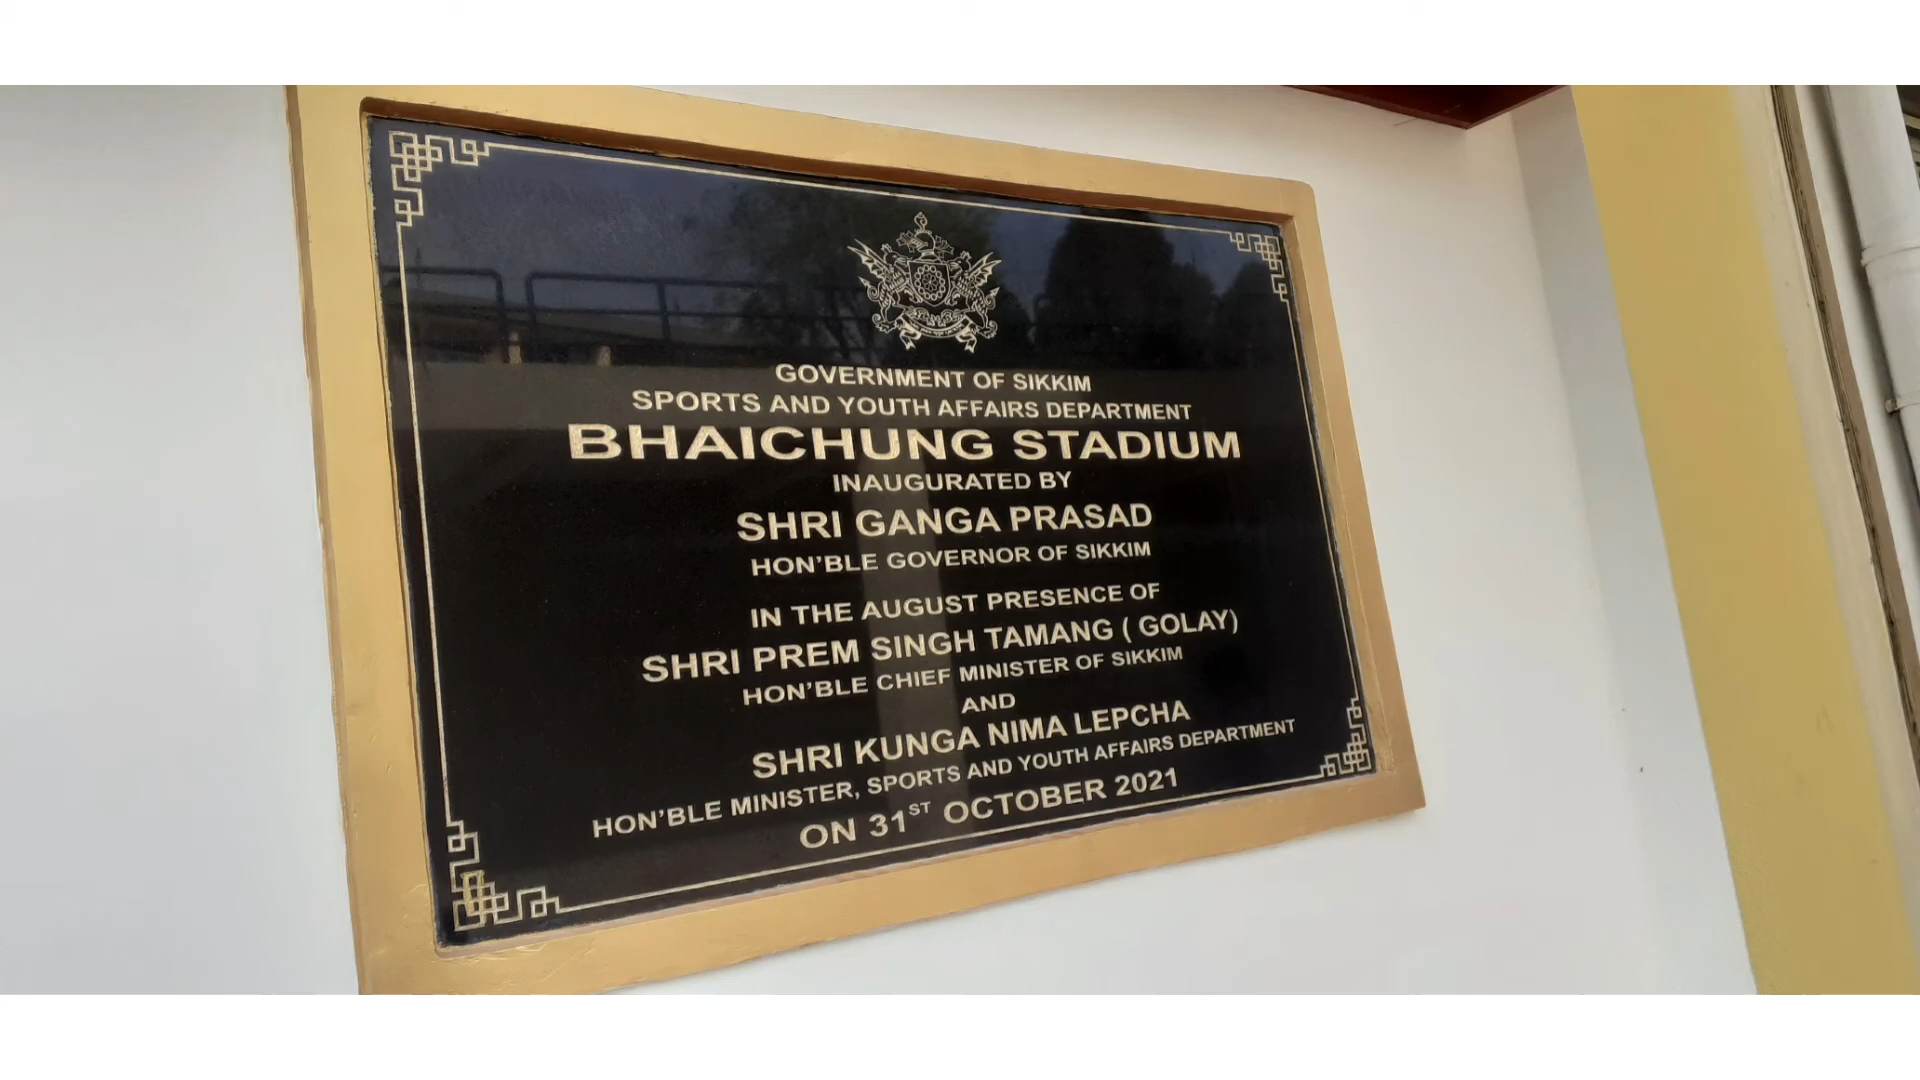 GOVERNMENT OF SIKKIM
SPORTS AND YOUTH AFFAIRS DEPARTMENT
BHAICHUNG STADIUM
INAUGURATED BY
SHRI GANGA PRASAD
HON'BLE GOVERNOR OF SIKKIM
IN THE AUGUST PRESENCE OF
SHRI PREM SINGH TAMANG ( GOLAY)
HON'BLE CHIEF MINISTER OF SIKKIM
AND
SHRI KUNGA NIMA LEPCHA
HON'BLE MINISTER, SPORTS AND YOUTH AFFAIRS DEPARTMENT
ON 31ST OCTOBER 2021